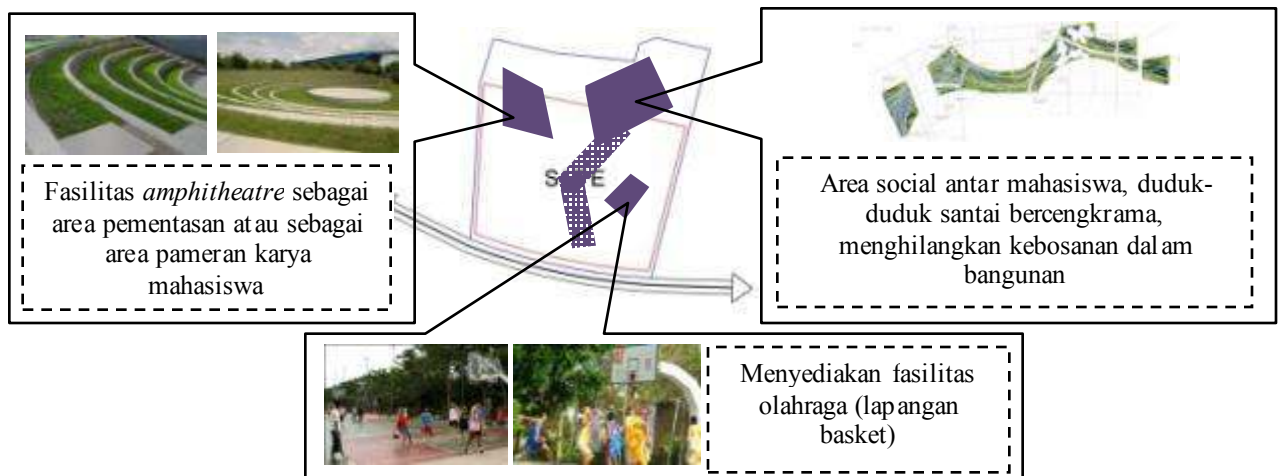 Fasilitas amphitheatre sebagai
area pementasan atau sebagai
area pameran karya
mahasiswa
Area social antar mahasiswa, duduk-
duduk santai bercengkrama,
menghilangkan kebosanan dalam
bangunan
Menyediakan fasilitas
olahraga (lapangan
basket)